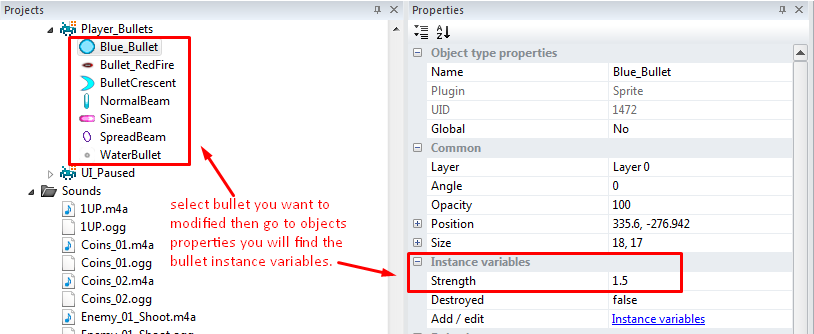 Projects
Player_Bullets
Blue_Bullet
Bullet_RedFire
BulletCrescent
NormalBeam
SineBeam
SpreadBeam
WaterBullet
UI_Paused
Sounds
1UP.m4a
1UP.ogg
Coins_01.m4a
Coins_01.ogg
Coins_02.m4a
Coins_02.ogg
Enemy_01_Shoot.m4a
Enemy_01_Shoot.ogg
select bullet you want to
modified then go to objects
properties you will find the
bullet instance variables.
Properties
Object type properties
Name Blue_Bullet
Plugin Sprite
UID 1472
Global No
Common
Layer Layer 0
Angle 0
Opacity 100
Position 335.6, -276.942
Size 18, 17
Instance variables
Strength 1.5
Destroyed false
Add / edit Instance variables